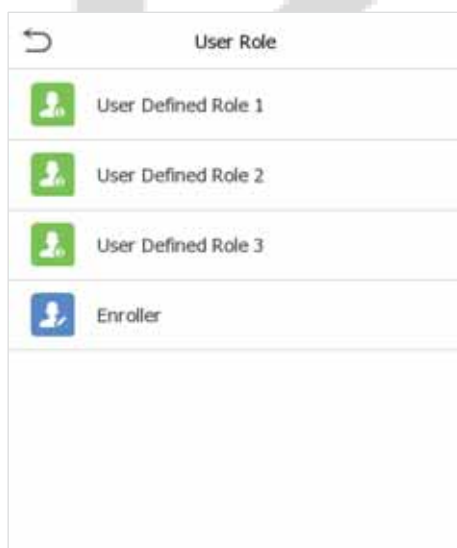 User Role
User Defined Role 1
User Defined Role 2
User Defined Role 3
Enroller